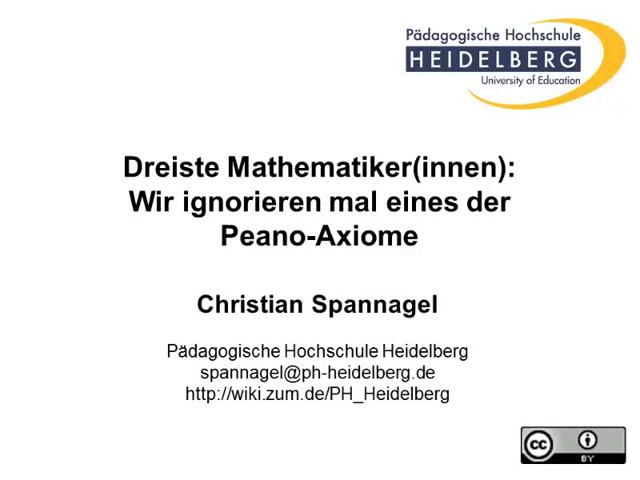 Pädagogische Hochschule
HEIDELBERG
University of Education
Dreiste Mathematiker(innen):
Wir ignorieren mal eines der
Peano-Axiome
Christian Spannagel
Pädagogische Hochschule Heidelberg
spannagel@ph-heidelberg.de
http://wiki.zum.de/PH_Heidelberg
cc
BY